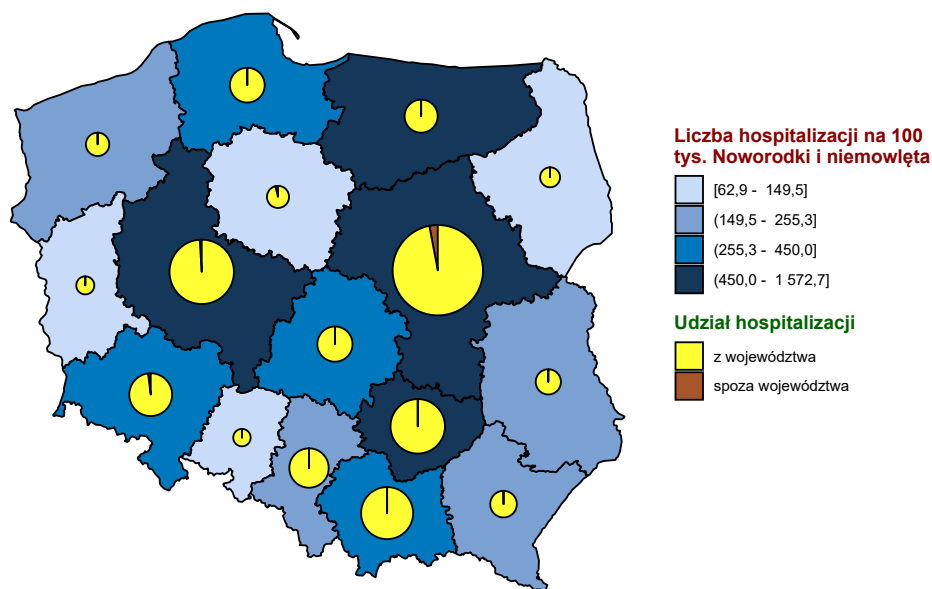 Liczba hospitalizacji na 100
tys. Noworodki i niemowlęta
[62,9 - 149,5]
(149,5 - 255,3]
(255,3 - 450,0]
(450,0 - 1 572,7]
Udział hospitalizacji
z województwa
spoza województwa